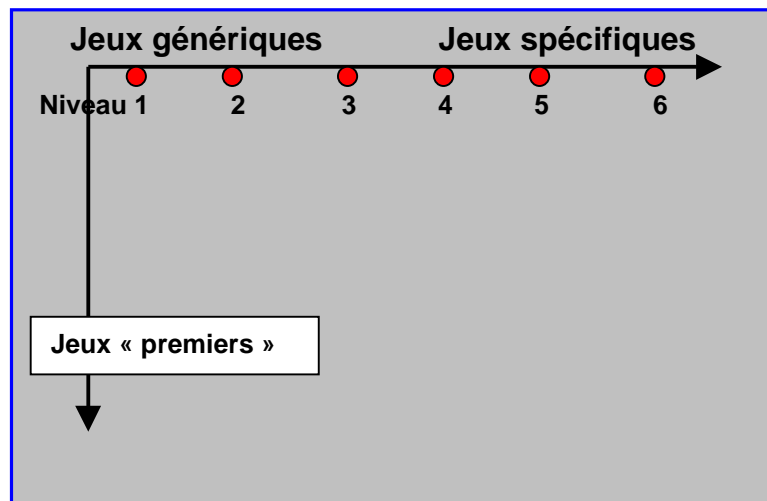 Jeux génériques Jeux spécifiques
Niveau 1 2 3 4 5 6
Jeux « premiers »